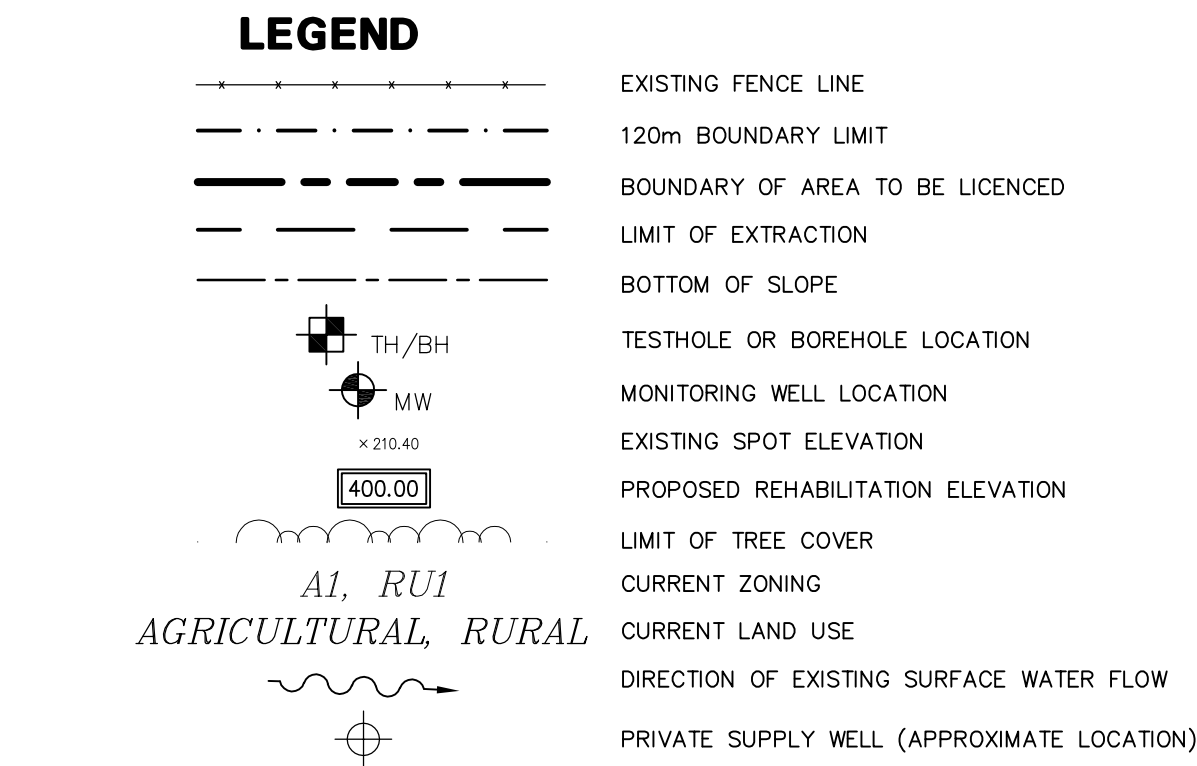 LEGEND
EXISTING FENCE LINE
120m BOUNDARY LIMIT
BOUNDARY OF AREA TO BE LICENCED
LIMIT OF EXTRACTION
BOTTOM OF SLOPE
TH/BH TESTHOLE OR BOREHOLE LOCATION
MW MONITORING WELL LOCATION
× 210.40 EXISTING SPOT ELEVATION
400.00 PROPOSED REHABILITATION ELEVATION
LIMIT OF TREE COVER
A1, RU1 CURRENT ZONING
AGRICULTURAL, RURAL CURRENT LAND USE
DIRECTION OF EXISTING SURFACE WATER FLOW
PRIVATE SUPPLY WELL (APPROXIMATE LOCATION)